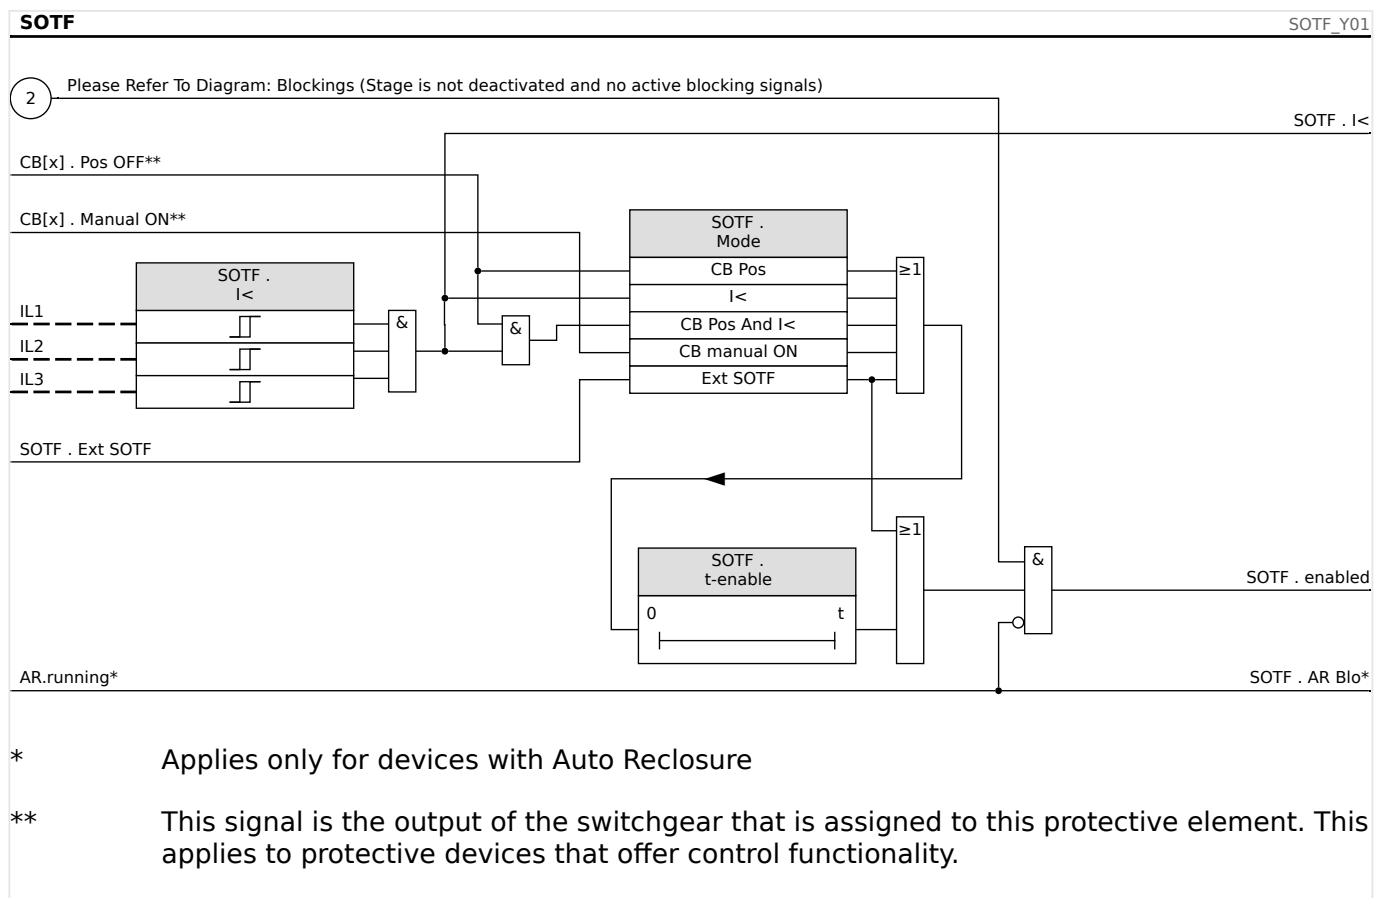 SOTF
SOTF_Y01
2
Please Refer To Diagram: Blockings (Stage is not deactivated and no active blocking signals)
SOTF . I<
CB[x] . Pos OFF**
CB[x] . Manual ON**
SOTF .
Mode
CB Pos
I<
CB Pos And I<
CB manual ON
Ext SOTF
≥1
SOTF .
I<
IL1
IL2
IL3
&
&
SOTF . Ext SOTF
≥1
SOTF .
t-enable
0
t
&
SOTF . enabled
AR.running*
SOTF . AR Blo*
* Applies only for devices with Auto Reclosure
** This signal is the output of the switchgear that is assigned to this protective element. This
applies to protective devices that offer control functionality.